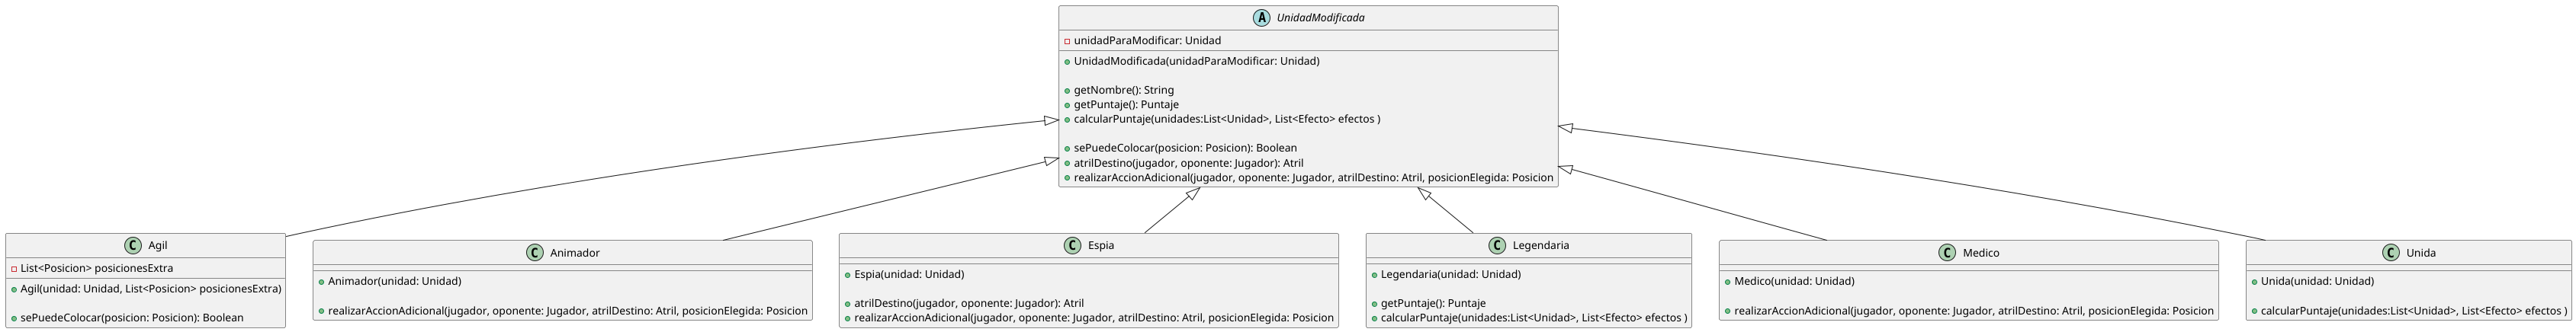 UnidadModificada
unidadParaModificar: Unidad
UnidadModificada(unidadParaModificar: Unidad)
getNombre(): String
getPuntaje(): Puntaje
calcularPuntaje(unidades:List<Unidad>, List<Efecto> efectos )
sePuedeColocar(posicion: Posicion): Boolean
atrilDestino(jugador, oponente: Jugador): Atril
realizarAccionAdicional(jugador, oponente: Jugador, atrilDestino: Atril, posicionElegida: Posicion
Agil
List<Posicion> posicionesExtra
Agil(unidad: Unidad, List<Posicion> posicionesExtra)
sePuedeColocar(posicion: Posicion): Boolean
Animador
Animador(unidad: Unidad)
realizarAccionAdicional(jugador, oponente: Jugador, atrilDestino: Atril, posicionElegida: Posicion
Espia
Espia(unidad: Unidad)
atrilDestino(jugador, oponente: Jugador): Atril
realizarAccionAdicional(jugador, oponente: Jugador, atrilDestino: Atril, posicionElegida: Posicion
Legendaria
Legendaria(unidad: Unidad)
getPuntaje(): Puntaje
calcularPuntaje(unidades:List<Unidad>, List<Efecto> efectos )
Medico
Medico(unidad: Unidad)
realizarAccionAdicional(jugador, oponente: Jugador, atrilDestino: Atril, posicionElegida: Posicion
Unida
Unida(unidad: Unidad)
calcularPuntaje(unidades:List<Unidad>, List<Efecto> efectos )